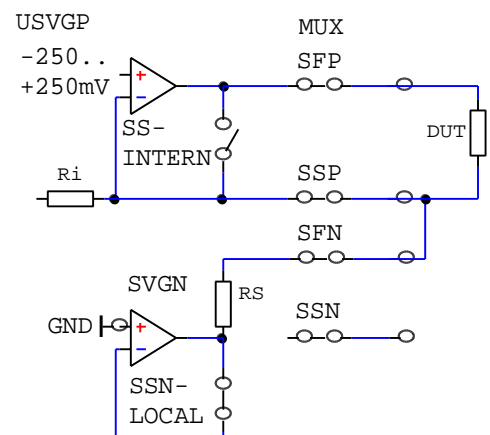 USVGP
-250..
+250mV
MUX
SFP
+
-
SS-
INTERN
DUT
Ri
SSP
SFN
SVGN
RS
GND
+
-
SSN
SSN-
LOCAL